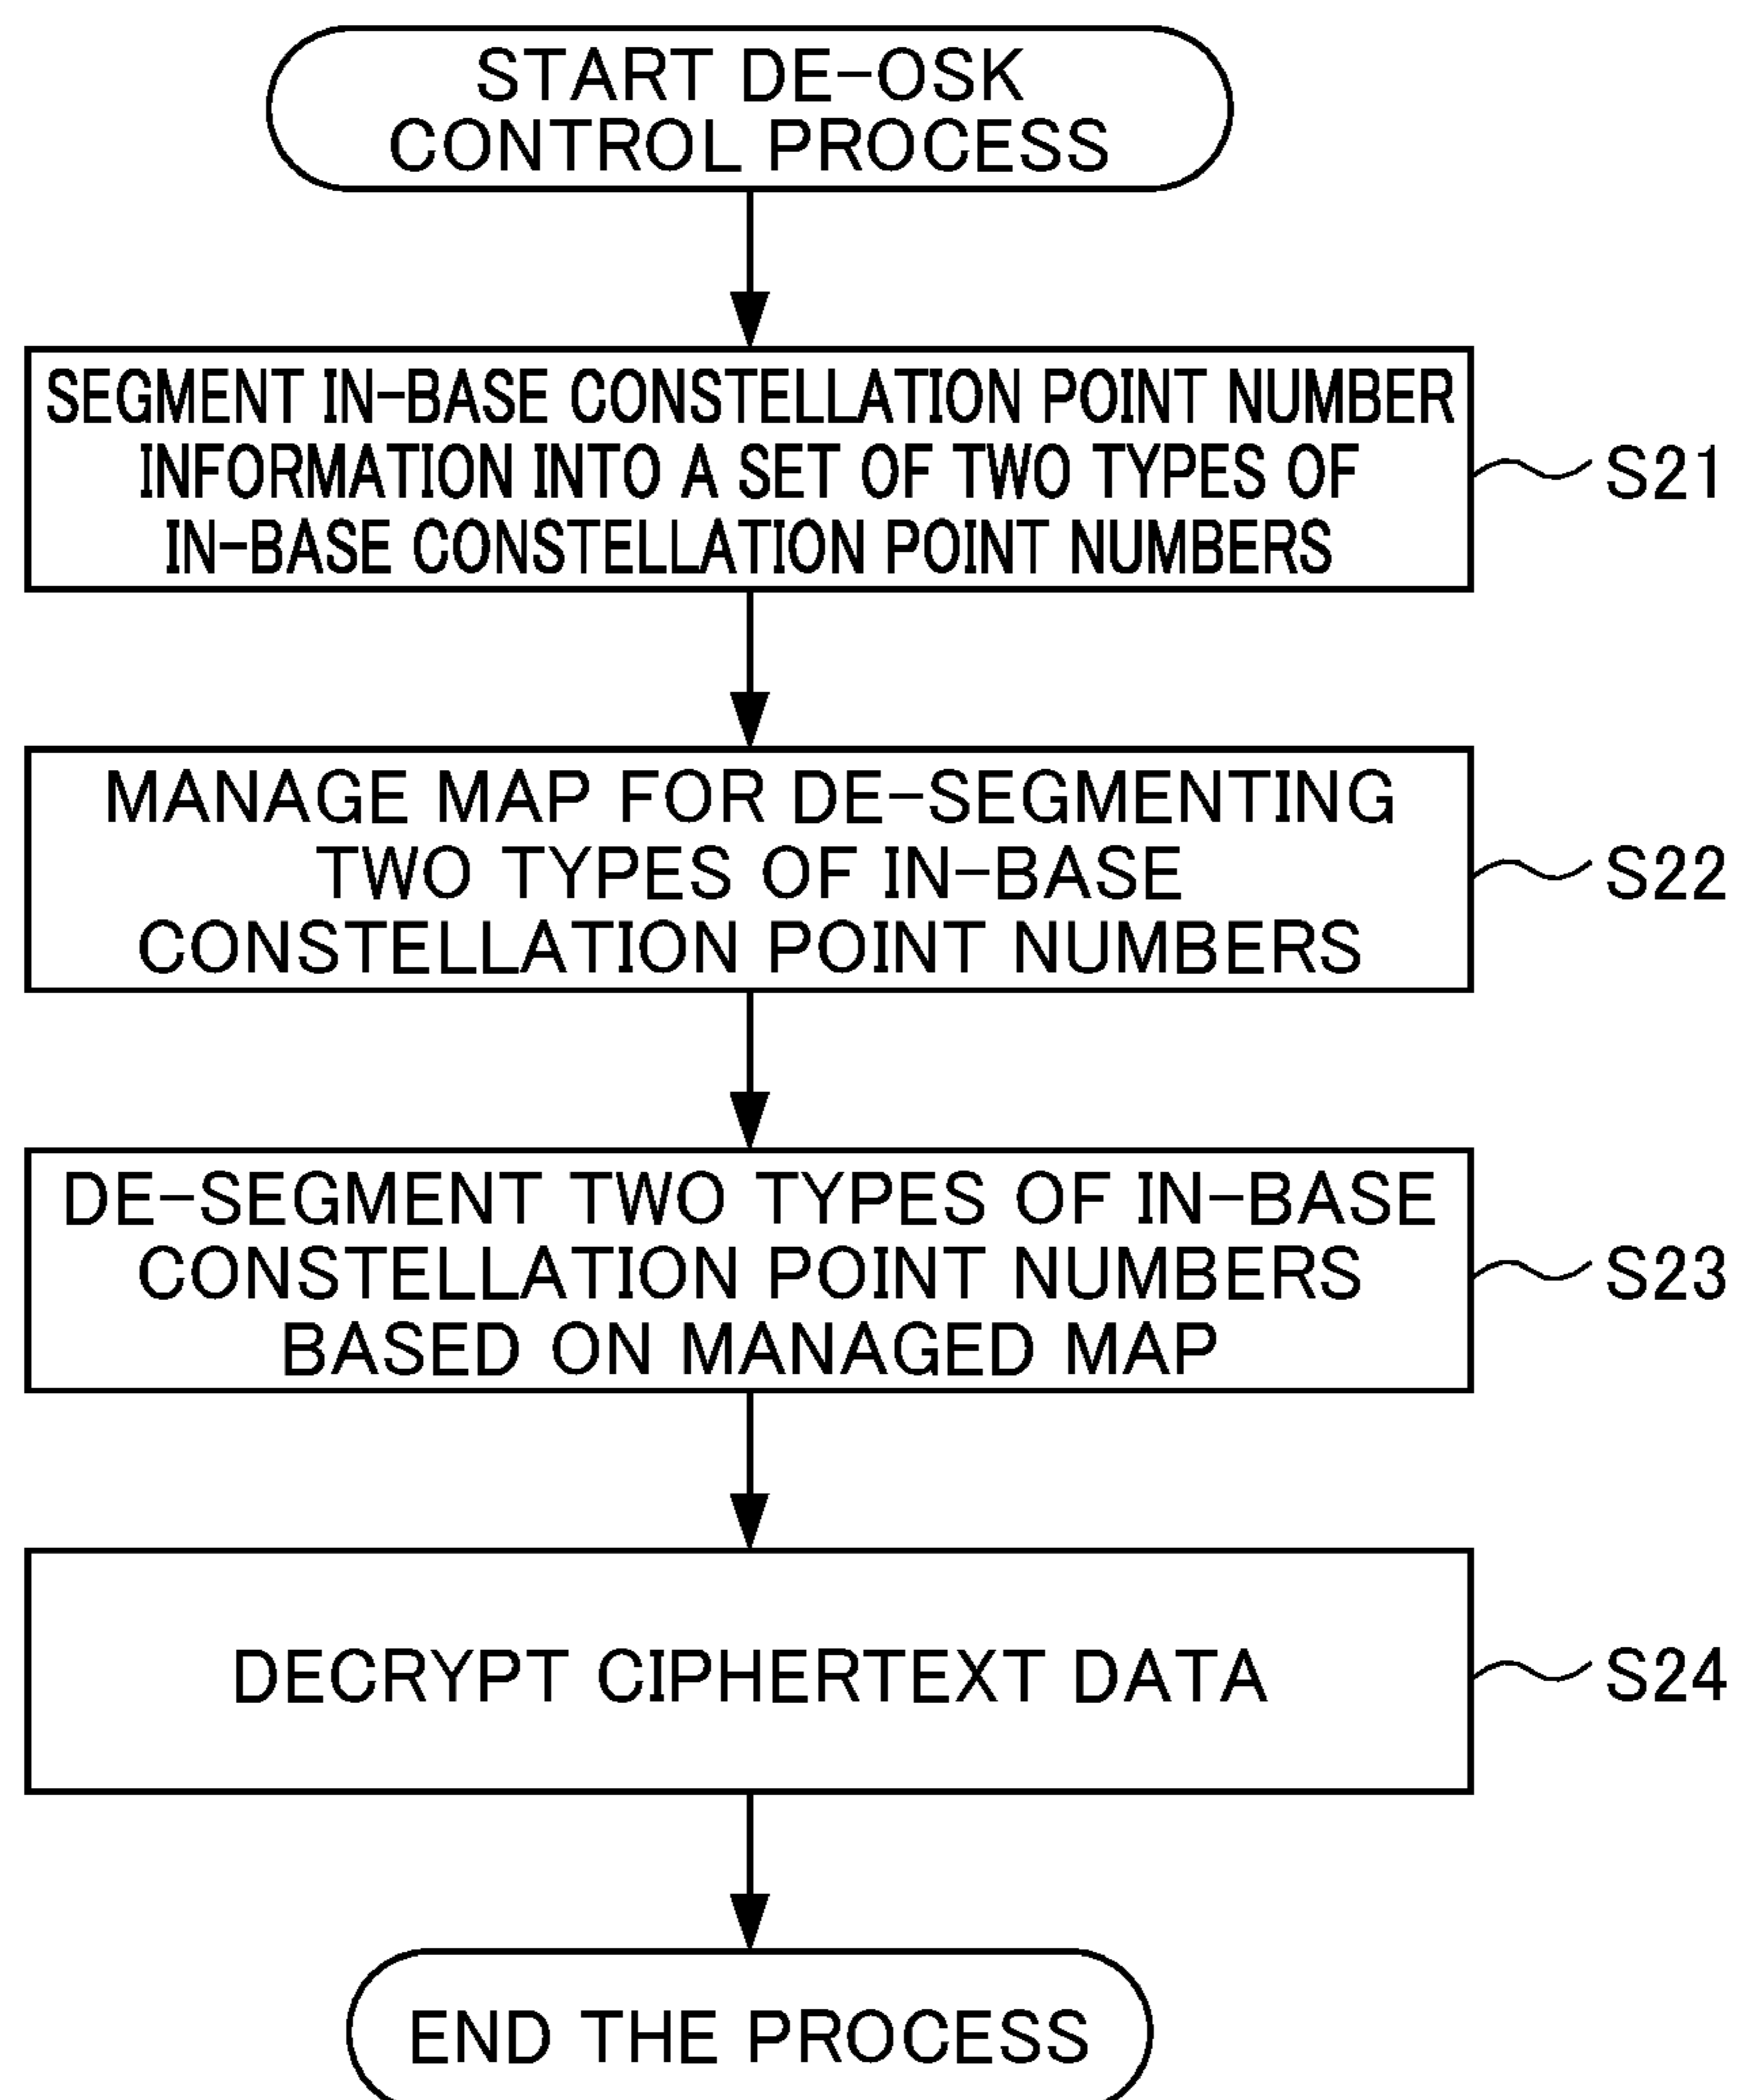 START DE-OSK
CONTROL PROCESS
SEGMENT IN-BASE CONSTELLATION POINT NUMBER
INFORMATION INTO A SET OF TWO TYPES OF
IN-BASE CONSTELLATION POINT NUMBERS
S21
MANAGE MAP FOR DE-SEGMENTING
TWO TYPES OF IN-BASE
CONSTELLATION POINT NUMBERS
S22
DE-SEGMENT TWO TYPES OF IN-BASE
CONSTELLATION POINT NUMBERS
BASED ON MANAGED MAP
S23
DECRYPT CIPHERTEXT DATA
S24
END THE PROCESS